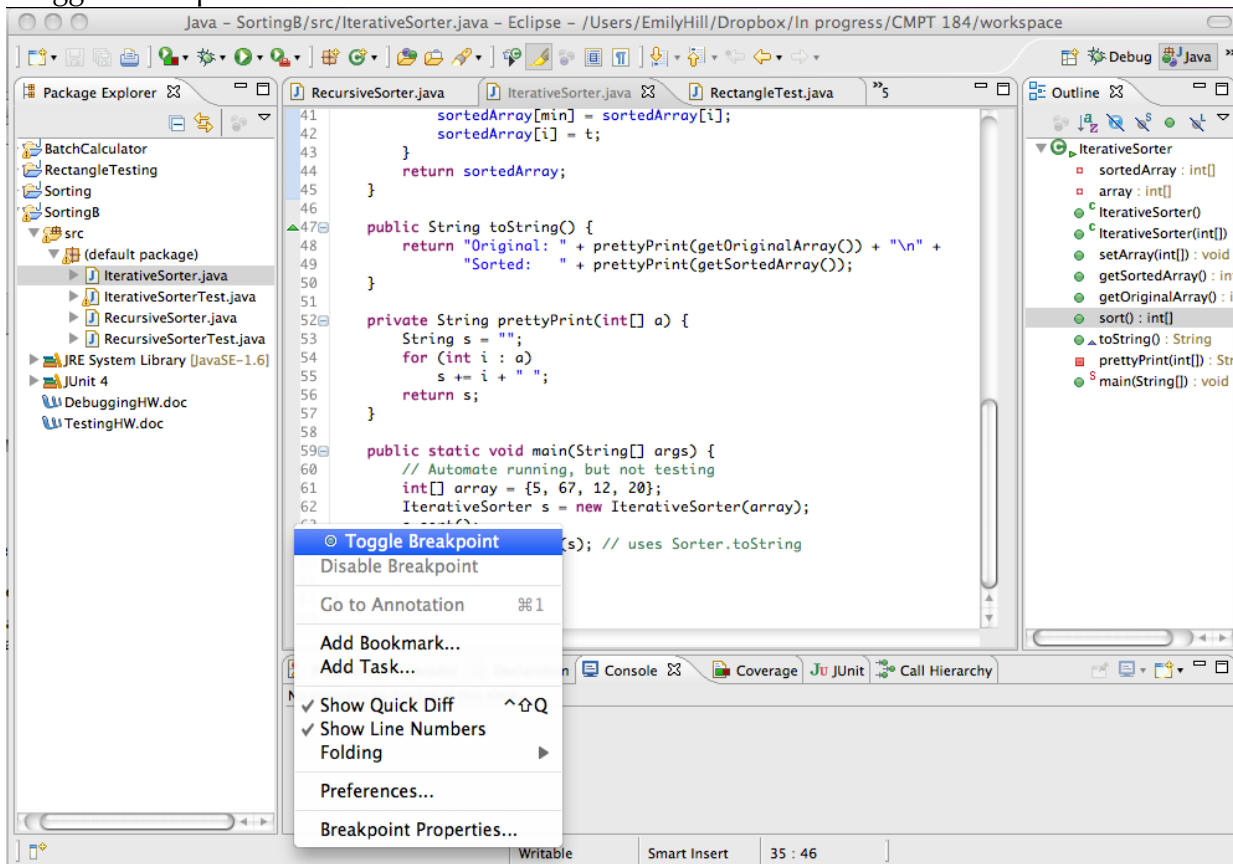 Java – SortingB/src/IterativeSorter.java – Eclipse – /Users/EmilyHill/Dropbox/In progress/CMPT 184/workspace
Debug Java
Package Explorer
BatchCalculator
RectangleTesting
Sorting
SortingB
src
(default package)
IterativeSorter.java
IterativeSorterTest.java
RecursiveSorter.java
RecursiveSorterTest.java
JRE System Library [JavaSE-1.6]
JUnit 4
DebuggingHW.doc
TestingHW.doc
RecursiveSorter.java IterativeSorter.java RectangleTest.java »5
41 sortedArray[min] = sortedArray[i];
42 sortedArray[i] = t;
43 }
44 return sortedArray;
45 }
46
47 public String toString() {
48 return "Original: " + prettyPrint(getOriginalArray()) + "\n" +
49 "Sorted:   " + prettyPrint(getSortedArray());
50 }
51
52 private String prettyPrint(int[] a) {
53 String s = "";
54 for (int i : a)
55 s += i + " ";
56 return s;
57 }
58
59 public static void main(String[] args) {
60 // Automate running, but not testing
61 int[] array = {5, 67, 12, 20};
62 IterativeSorter s = new IterativeSorter(array);
(s); // uses Sorter.toString
Toggle Breakpoint
Disable Breakpoint
Go to Annotation ⌘1
Add Bookmark...
Add Task...
✓ Show Quick Diff ^⇧Q
✓ Show Line Numbers
Folding
Preferences...
Breakpoint Properties...
Outline
IterativeSorter
sortedArray : int[]
array : int[]
IterativeSorter()
IterativeSorter(int[])
setArray(int[]) : void
getSortedArray() : in
getOriginalArray() : i
sort() : int[]
toString() : String
prettyPrint(int[]) : Str
main(String[]) : void
Console Coverage JUnit Call Hierarchy
Writable Smart Insert 35 : 46